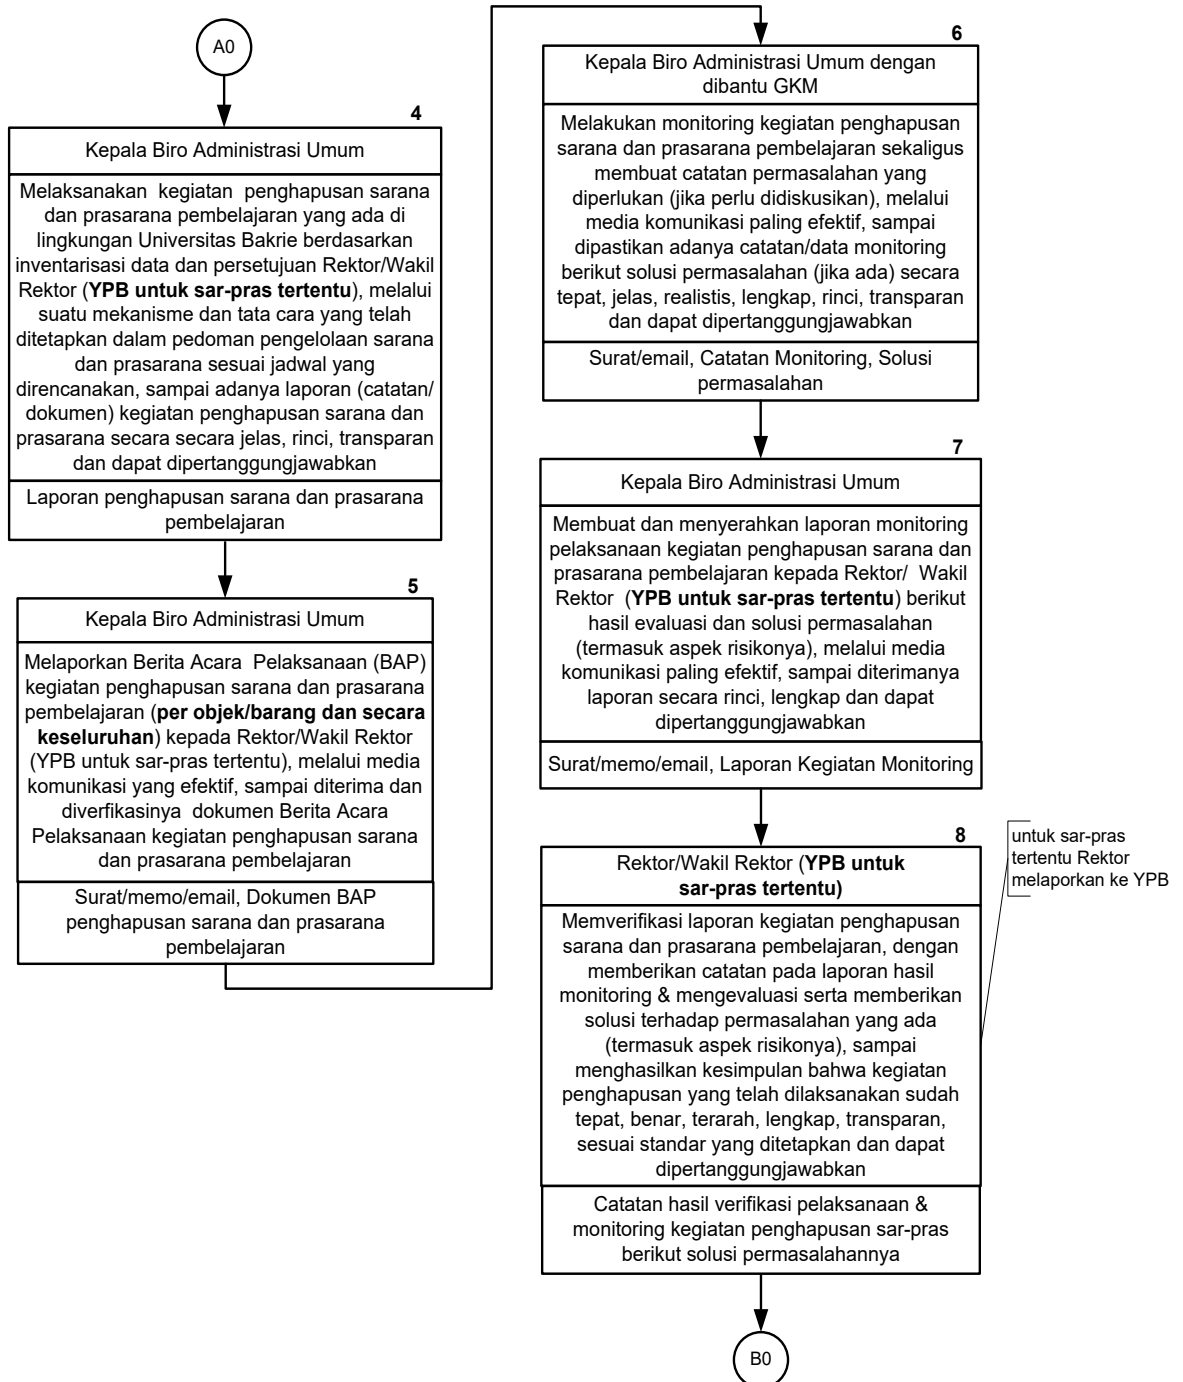 A0
4
Kepala Biro Administrasi Umum
Melaksanakan kegiatan penghapusan sarana
dan prasarana pembelajaran yang ada di
lingkungan Universitas Bakrie berdasarkan
inventarisasi data dan persetujuan Rektor/Wakil
Rektor (YPB untuk sar-pras tertentu), melalui
suatu mekanisme dan tata cara yang telah
ditetapkan dalam pedoman pengelolaan sarana
dan prasarana sesuai jadwal yang
direncanakan, sampai adanya laporan (catatan/
dokumen) kegiatan penghapusan sarana dan
prasarana secara secara jelas, rinci, transparan
dan dapat dipertanggungjawabkan
Laporan penghapusan sarana dan prasarana
pembelajaran
5
Kepala Biro Administrasi Umum
Melaporkan Berita Acara Pelaksanaan (BAP)
kegiatan penghapusan sarana dan prasarana
pembelajaran (per objek/barang dan secara
keseluruhan) kepada Rektor/Wakil Rektor
(YPB untuk sar-pras tertentu), melalui media
komunikasi yang efektif, sampai diterima dan
diverfikasinya dokumen Berita Acara
Pelaksanaan kegiatan penghapusan sarana
dan prasarana pembelajaran
Surat/memo/email, Dokumen BAP
penghapusan sarana dan prasarana
pembelajaran
6
Kepala Biro Administrasi Umum dengan
dibantu GKM
Melakukan monitoring kegiatan penghapusan
sarana dan prasarana pembelajaran sekaligus
membuat catatan permasalahan yang
diperlukan (jika perlu didiskusikan), melalui
media komunikasi paling efektif, sampai
dipastikan adanya catatan/data monitoring
berikut solusi permasalahan (jika ada) secara
tepat, jelas, realistis, lengkap, rinci, transparan
dan dapat dipertanggungjawabkan
Surat/email, Catatan Monitoring, Solusi
permasalahan
7
Kepala Biro Administrasi Umum
Membuat dan menyerahkan laporan monitoring
pelaksanaan kegiatan penghapusan sarana dan
prasarana pembelajaran kepada Rektor/ Wakil
Rektor (YPB untuk sar-pras tertentu) berikut
hasil evaluasi dan solusi permasalahan
(termasuk aspek risikonya), melalui media
komunikasi paling efektif, sampai diterimanya
laporan secara rinci, lengkap dan dapat
dipertanggungjawabkan
Surat/memo/email, Laporan Kegiatan Monitoring
8
Rektor/Wakil Rektor (YPB untuk
sar-pras tertentu)
Memverifikasi laporan kegiatan penghapusan
sarana dan prasarana pembelajaran, dengan
memberikan catatan pada laporan hasil
monitoring & mengevaluasi serta memberikan
solusi terhadap permasalahan yang ada
(termasuk aspek risikonya), sampai
menghasilkan kesimpulan bahwa kegiatan
penghapusan yang telah dilaksanakan sudah
tepat, benar, terarah, lengkap, transparan,
sesuai standar yang ditetapkan dan dapat
dipertanggungjawabkan
Catatan hasil verifikasi pelaksanaan &
monitoring kegiatan penghapusan sar-pras
berikut solusi permasalahannya
untuk sar-pras
tertentu Rektor
melaporkan ke YPB
B0